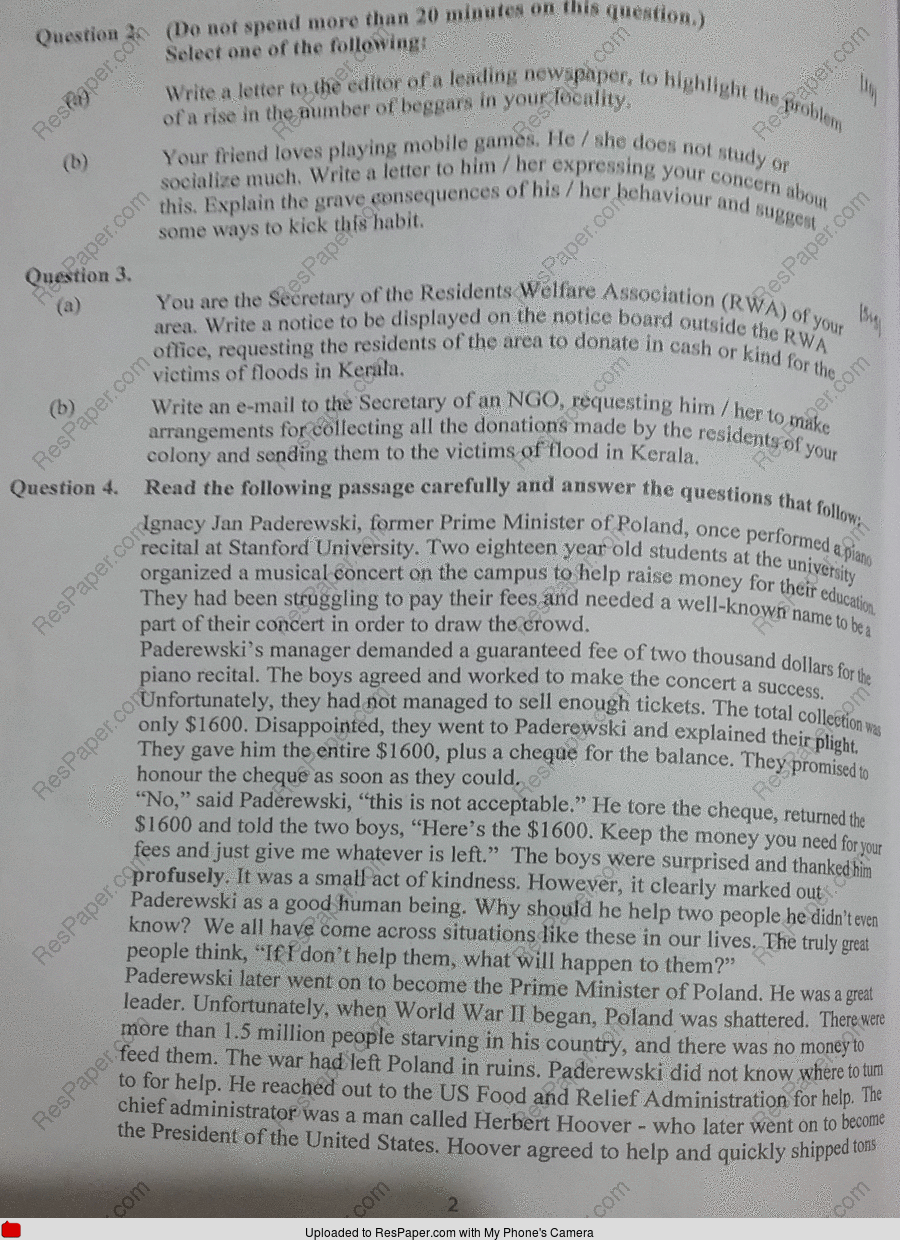 Question 2. (Do not spend more than 20 minutes on this question.)
Select one of the following:
(a) Write a letter to the editor of a leading newspaper, to highlight the problem
of a rise in the number of beggars in your locality.
(b) Your friend loves playing mobile games. He / she does not study or
socialize much. Write a letter to him / her expressing your concern about
this. Explain the grave consequences of his / her behaviour and suggest
some ways to kick this habit.
Question 3.
(a) You are the Secretary of the Residents Welfare Association (RWA) of your
area. Write a notice to be displayed on the notice board outside the RWA
office, requesting the residents of the area to donate in cash or kind for the
victims of floods in Kerala.
(b) Write an e-mail to the Secretary of an NGO, requesting him / her to make
arrangements for collecting all the donations made by the residents of your
colony and sending them to the victims of flood in Kerala.
Question 4. Read the following passage carefully and answer the questions that follow:
Ignacy Jan Paderewski, former Prime Minister of Poland, once performed a piano
recital at Stanford University. Two eighteen year old students at the university
organized a musical concert on the campus to help raise money for their education.
They had been struggling to pay their fees and needed a well-known name to be a
part of their concert in order to draw the crowd.
Paderewski's manager demanded a guaranteed fee of two thousand dollars for the
piano recital. The boys agreed and worked to make the concert a success.
Unfortunately, they had not managed to sell enough tickets. The total collection was
only $1600. Disappointed, they went to Paderewski and explained their plight.
They gave him the entire $1600, plus a cheque for the balance. They promised to
honour the cheque as soon as they could.
“No,” said Paderewski, “this is not acceptable.” He tore the cheque, returned the
$1600 and told the two boys, “Here's the $1600. Keep the money you need for your
fees and just give me whatever is left.” The boys were surprised and thanked him
profusely. It was a small act of kindness. However, it clearly marked out
Paderewski as a good human being. Why should he help two people he didn't even
know? We all have come across situations like these in our lives. The truly great
people think, “If I don't help them, what will happen to them?”
Paderewski later went on to become the Prime Minister of Poland. He was a great
leader. Unfortunately, when World War II began, Poland was shattered. There were
more than 1.5 million people starving in his country, and there was no money to
feed them. The war had left Poland in ruins. Paderewski did not know where to turn
to for help. He reached out to the US Food and Relief Administration for help. The
chief administrator was a man called Herbert Hoover - who later went on to become
the President of the United States. Hoover agreed to help and quickly shipped tons
2
Uploaded to ResPaper.com with My Phone's Camera